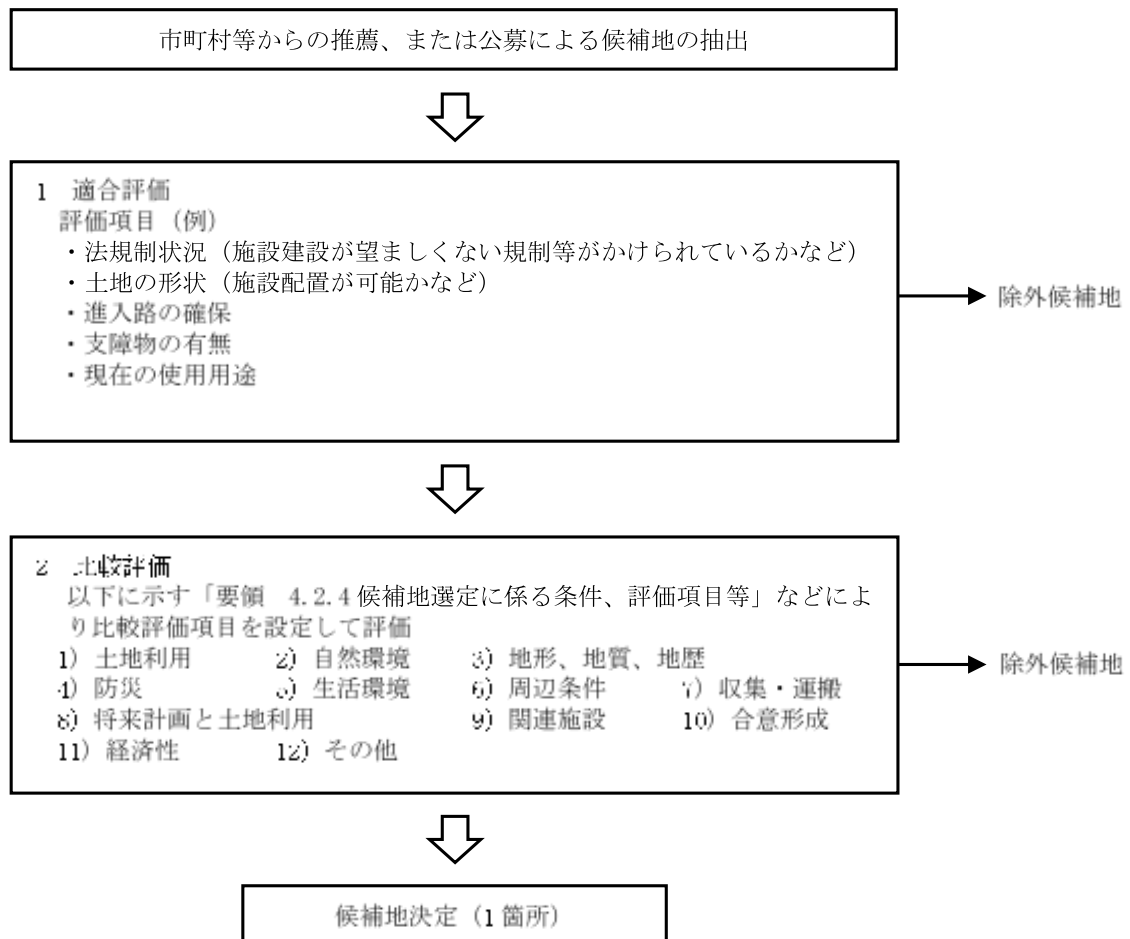 市町村等からの推薦、または公募による候補地の抽出
1 適合評価
評価項目（例）
・法規制状況（施設建設が望ましくない規制等がかけられているかなど）
・土地の形状（施設配置が可能かなど）
・進入路の確保
・支障物の有無
・現在の使用用途
除外候補地
2 比較評価
以下に示す「要領 4.2.4 候補地選定に係る条件、評価項目等」などによ
り比較評価項目を設定して評価
1）土地利用 2）自然環境 3）地形、地質、地歴
4）防災 5）生活環境 6）周辺条件 7）収集・運搬
8）将来計画と土地利用 9）関連施設 10）合意形成
11）経済性 12）その他
除外候補地
候補地決定（1 箇所）